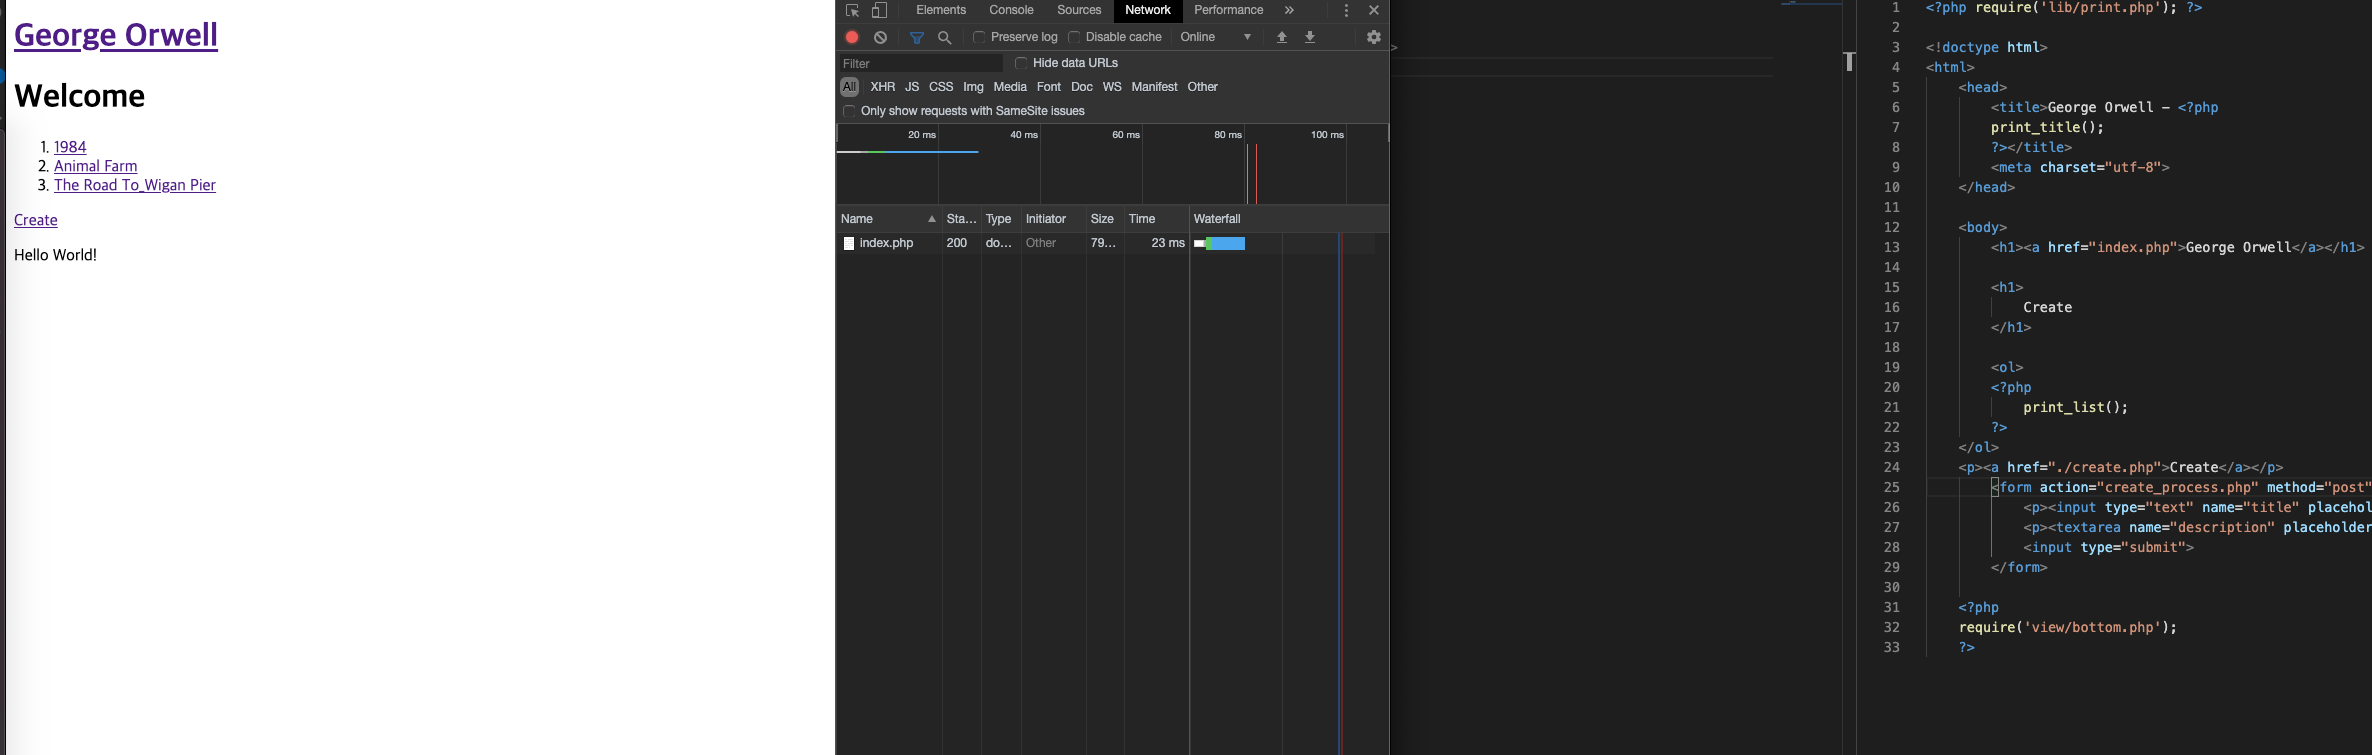 George Orwell
Welcome
1. 1984
2. Animal Farm
3. The Road To_Wigan Pier
Create
Hello World!
Elements Console Sources Network Performance »
Preserve log Disable cache Online
Filter Hide data URLs
All XHR JS CSS Img Media Font Doc WS Manifest Other
Only show requests with SameSite issues
20 ms 40 ms 60 ms 80 ms 100 ms
Name Sta... Type Initiator Size Time Waterfall
index.php 200 do... Other 79... 23 ms
>
1 <?php require('lib/print.php'); ?>
2
3 <!doctype html>
4 <html>
5 <head>
6 <title>George Orwell - <?php
7 print_title();
8 ?></title>
9 <meta charset="utf-8">
10 </head>
11
12 <body>
13 <h1><a href="index.php">George Orwell</a></h1>
14
15 <h1>
16 Create
17 </h1>
18
19 <ol>
20 <?php
21 print_list();
22 ?>
23 </ol>
24 <p><a href="./create.php">Create</a></p>
25 <form action="create_process.php" method="post"
26 <p><input type="text" name="title" placehol
27 <p><textarea name="description" placeholder
28 <input type="submit">
29 </form>
30
31 <?php
32 require('view/bottom.php');
33 ?>